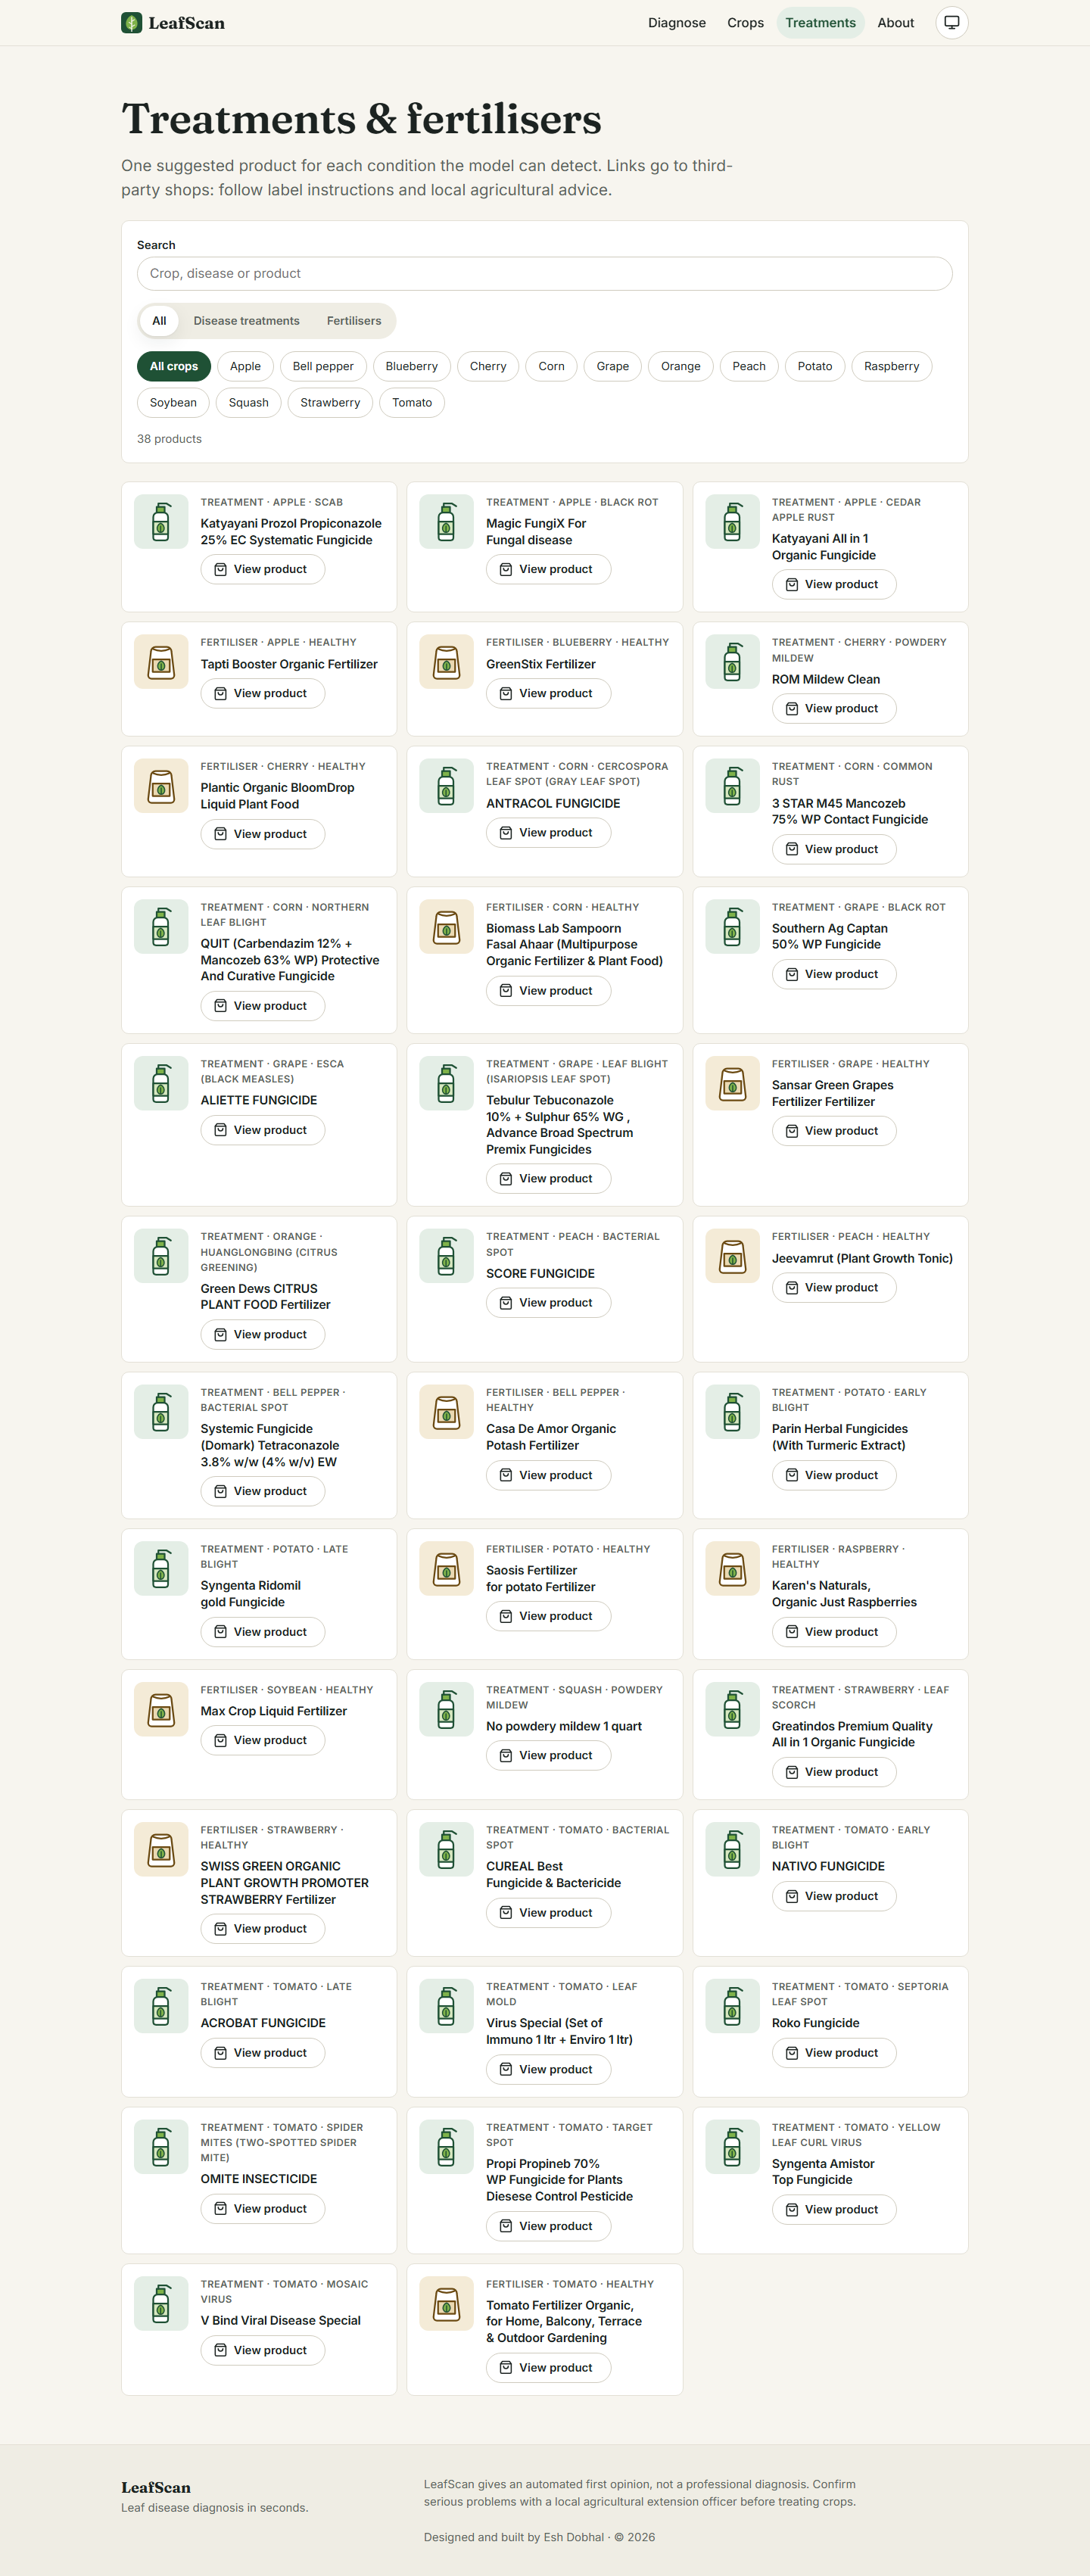 LeafScan
Diagnose Crops Treatments About
Treatments & fertilisers
One suggested product for each condition the model can detect. Links go to third-
party shops: follow label instructions and local agricultural advice.
Search
Crop, disease or product
All Disease treatments Fertilisers
All crops Apple Bell pepper Blueberry Cherry Corn Grape Orange Peach Potato Raspberry
Soybean Squash Strawberry Tomato
38 products
TREATMENT · APPLE · SCAB
Katyayani Prozol Propiconazole
25% EC Systematic Fungicide
View product
TREATMENT · APPLE · BLACK ROT
Magic FungiX For
Fungal disease
View product
TREATMENT · APPLE · CEDAR
APPLE RUST
Katyayani All in 1
Organic Fungicide
View product
FERTILISER · APPLE · HEALTHY
Tapti Booster Organic Fertilizer
View product
FERTILISER · BLUEBERRY · HEALTHY
GreenStix Fertilizer
View product
TREATMENT · CHERRY · POWDERY
MILDEW
ROM Mildew Clean
View product
FERTILISER · CHERRY · HEALTHY
Plantic Organic BloomDrop
Liquid Plant Food
View product
TREATMENT · CORN · CERCOSPORA
LEAF SPOT (GRAY LEAF SPOT)
ANTRACOL FUNGICIDE
View product
TREATMENT · CORN · COMMON
RUST
3 STAR M45 Mancozeb
75% WP Contact Fungicide
View product
TREATMENT · CORN · NORTHERN
LEAF BLIGHT
QUIT (Carbendazim 12% +
Mancozeb 63% WP) Protective
And Curative Fungicide
View product
FERTILISER · CORN · HEALTHY
Biomass Lab Sampoorn
Fasal Ahaar (Multipurpose
Organic Fertilizer & Plant Food)
View product
TREATMENT · GRAPE · BLACK ROT
Southern Ag Captan
50% WP Fungicide
View product
TREATMENT · GRAPE · ESCA
(BLACK MEASLES)
ALIETTE FUNGICIDE
View product
TREATMENT · GRAPE · LEAF BLIGHT
(ISARIOPSIS LEAF SPOT)
Tebulur Tebuconazole
10% + Sulphur 65% WG ,
Advance Broad Spectrum
Premix Fungicides
View product
FERTILISER · GRAPE · HEALTHY
Sansar Green Grapes
Fertilizer Fertilizer
View product
TREATMENT · ORANGE ·
HUANGLONGBING (CITRUS
GREENING)
Green Dews CITRUS
PLANT FOOD Fertilizer
View product
TREATMENT · PEACH · BACTERIAL
SPOT
SCORE FUNGICIDE
View product
FERTILISER · PEACH · HEALTHY
Jeevamrut (Plant Growth Tonic)
View product
TREATMENT · BELL PEPPER ·
BACTERIAL SPOT
Systemic Fungicide
(Domark) Tetraconazole
3.8% w/w (4% w/v) EW
View product
FERTILISER · BELL PEPPER ·
HEALTHY
Casa De Amor Organic
Potash Fertilizer
View product
TREATMENT · POTATO · EARLY
BLIGHT
Parin Herbal Fungicides
(With Turmeric Extract)
View product
TREATMENT · POTATO · LATE
BLIGHT
Syngenta Ridomil
gold Fungicide
View product
FERTILISER · POTATO · HEALTHY
Saosis Fertilizer
for potato Fertilizer
View product
FERTILISER · RASPBERRY ·
HEALTHY
Karen's Naturals,
Organic Just Raspberries
View product
FERTILISER · SOYBEAN · HEALTHY
Max Crop Liquid Fertilizer
View product
TREATMENT · SQUASH · POWDERY
MILDEW
No powdery mildew 1 quart
View product
TREATMENT · STRAWBERRY · LEAF
SCORCH
Greatindos Premium Quality
All in 1 Organic Fungicide
View product
FERTILISER · STRAWBERRY ·
HEALTHY
SWISS GREEN ORGANIC
PLANT GROWTH PROMOTER
STRAWBERRY Fertilizer
View product
TREATMENT · TOMATO · BACTERIAL
SPOT
CUREAL Best
Fungicide & Bactericide
View product
TREATMENT · TOMATO · EARLY
BLIGHT
NATIVO FUNGICIDE
View product
TREATMENT · TOMATO · LATE
BLIGHT
ACROBAT FUNGICIDE
View product
TREATMENT · TOMATO · LEAF
MOLD
Virus Special (Set of
Immuno 1 ltr + Enviro 1 ltr)
View product
TREATMENT · TOMATO · SEPTORIA
LEAF SPOT
Roko Fungicide
View product
TREATMENT · TOMATO · SPIDER
MITES (TWO-SPOTTED SPIDER
MITE)
OMITE INSECTICIDE
View product
TREATMENT · TOMATO · TARGET
SPOT
Propi Propineb 70%
WP Fungicide for Plants
Diesese Control Pesticide
View product
TREATMENT · TOMATO · YELLOW
LEAF CURL VIRUS
Syngenta Amistor
Top Fungicide
View product
TREATMENT · TOMATO · MOSAIC
VIRUS
V Bind Viral Disease Special
View product
FERTILISER · TOMATO · HEALTHY
Tomato Fertilizer Organic,
for Home, Balcony, Terrace
& Outdoor Gardening
View product
LeafScan
Leaf disease diagnosis in seconds.
LeafScan gives an automated first opinion, not a professional diagnosis. Confirm
serious problems with a local agricultural extension officer before treating crops.
Designed and built by Esh Dobhal · © 2026